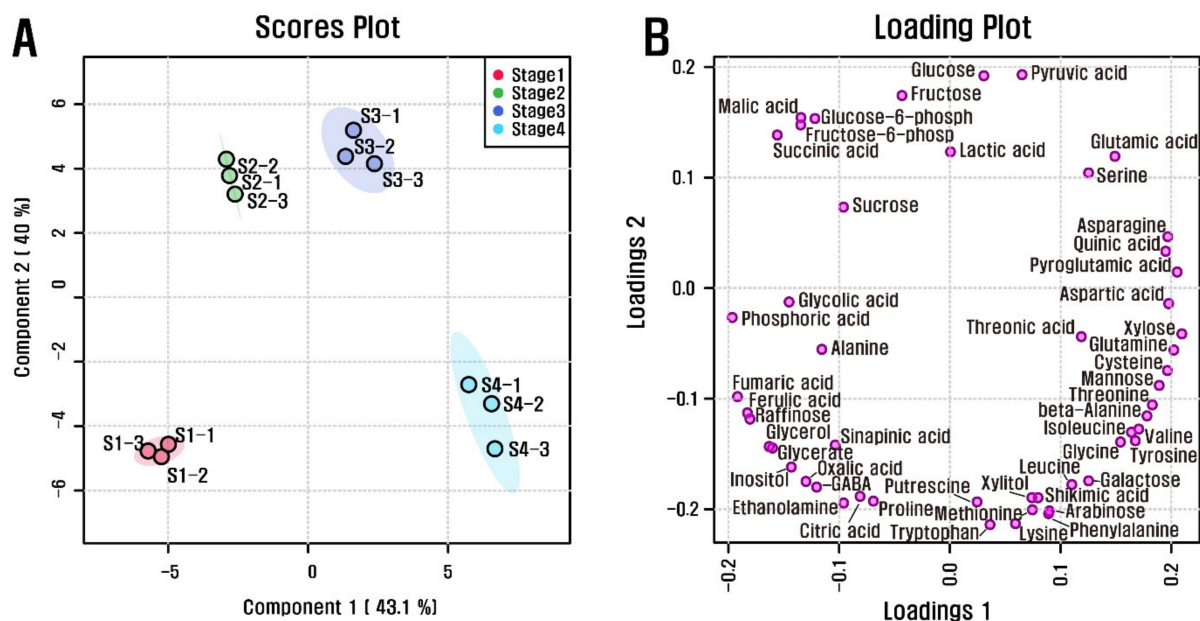 A
Scores Plot
Stage1
Stage2
Stage3
Stage4
S3-1
S3-2
S3-3
S2-2
S2-1
S2-3
S4-1
S4-2
S4-3
S1-3
S1-1
S1-2
6
4
2
0
−2
−4
−6
Component 2 ( 40 %)
−5
0
5
Component 1 ( 43.1 %)
B
Loading Plot
Glucose
Pyruvic acid
Fructose
Malic acid
Glucose-6-phosph
Fructose-6-phosp
Succinic acid
Lactic acid
Glutamic acid
Serine
Sucrose
Asparagine
Quinic acid
Pyroglutamic acid
Aspartic acid
Glycolic acid
Phosphoric acid
Threonic acid
Xylose
Alanine
Glutamine
Cysteine
Mannose
Fumaric acid
Threonine
Ferulic acid
beta-Alanine
Raffinose
Isoleucine
Valine
Glycerol
Sinapinic acid
Glycine
Tyrosine
Glycerate
Inositol
Oxalic acid
Leucine
Galactose
GABA
Putrescine
Xylitol
Shikimic acid
Ethanolamine
Proline
Methionine
Arabinose
Citric acid
Tryptophan
Lysine
Phenylalanine
0.2
0.1
0.0
−0.1
−0.2
Loadings 2
−0.2
−0.1
0.0
0.1
0.2
Loadings 1